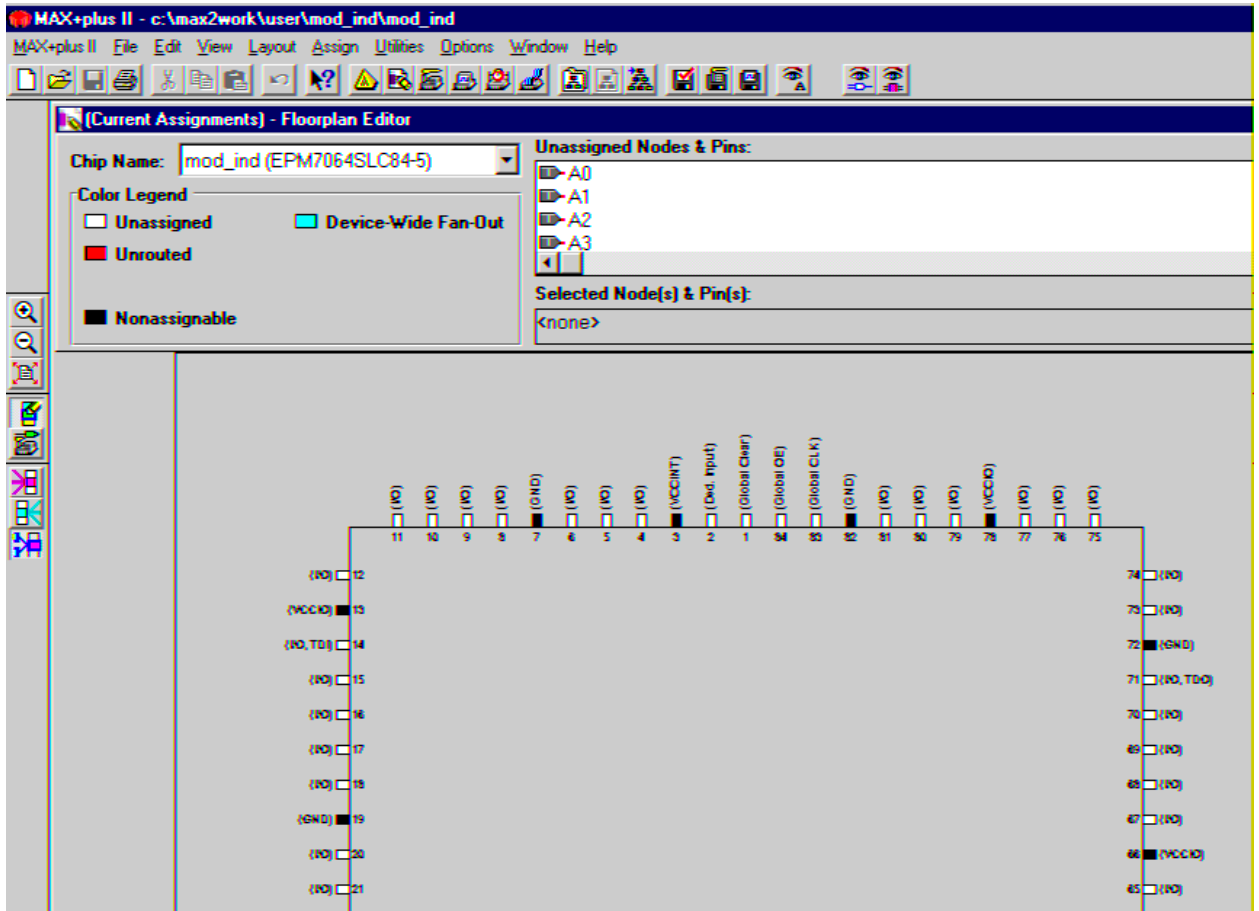 MAX+plus II - c:\max2work\user\mod_ind\mod_ind
MAX+plus II File Edit View Layout Assign Utilities Options Window Help
(Current Assignments) - Floorplan Editor
Chip Name: mod_ind (EPM7064SLC84-5)
Color Legend
Unassigned Device-Wide Fan-Out
Unrouted
Nonassignable
Unassigned Nodes & Pins:
A0
A1
A2
A3
Selected Node(s) & Pin(s):
<none>
(I/O) (I/O) (I/O) (I/O) (GND) (I/O) (I/O) (I/O) (VCCINT) (Ded. Input) (Global Clear) (Global OE) (Global CLK) (GND) (I/O) (I/O) (I/O) (VCCIO) (I/O) (I/O) (I/O)
11 10 9 8 7 6 5 4 3 2 1 84 83 82 81 80 79 78 77 76 75
(I/O) 12 74 (I/O)
(VCCIO) 13 73 (I/O)
(I/O, TDI) 14 72 (GND)
(I/O) 15 71 (I/O, TDO)
(I/O) 16 70 (I/O)
(I/O) 17 69 (I/O)
(I/O) 18 68 (I/O)
(GND) 19 67 (I/O)
(I/O) 20 66 (VCCIO)
(I/O) 21 65 (I/O)